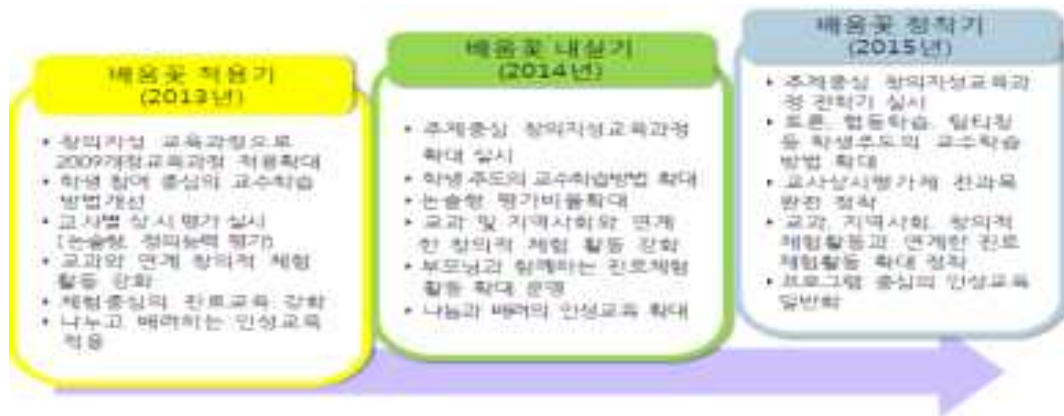 배움꽃 적용기
(2013년)
• 창의지성 교육과정으로
2009개정교육과정 적용확대
• 학생 참여 중심의 교수학습
방법개선
• 교사별 상시 평가 실시
(논술형, 정의능력 평가)
• 교과와 연계 창의적 체험
활동 강화
• 체험중심의 진로교육 강화
• 나누고 배려하는 인성교육
적용
배움꽃 내실기
(2014년)
• 주제중심 창의지성교육과정
확대 실시
• 학생 주도의 교수학습방법 확대
• 논술형 평가비율확대
• 교과 및 지역사회와 연계
한 창의적 체험 활동 강화
• 부모님과 함께하는 진로체험
활동 확대 운영
• 나눔과 배려의 인성교육 확대
배움꽃 정착기
(2015년)
• 주제중심 창의지성교육과
정 전학기 실시
• 토론, 협동학습, 팀티칭
등 학생주도의 교수학습
방법 확대
• 교사상시평가제 전과목
완전 정착
• 교과, 지역사회, 창의적
체험활동과 연계한 진로
체험활동 확대 정착
• 프로그램 중심의 인성교육
일반화